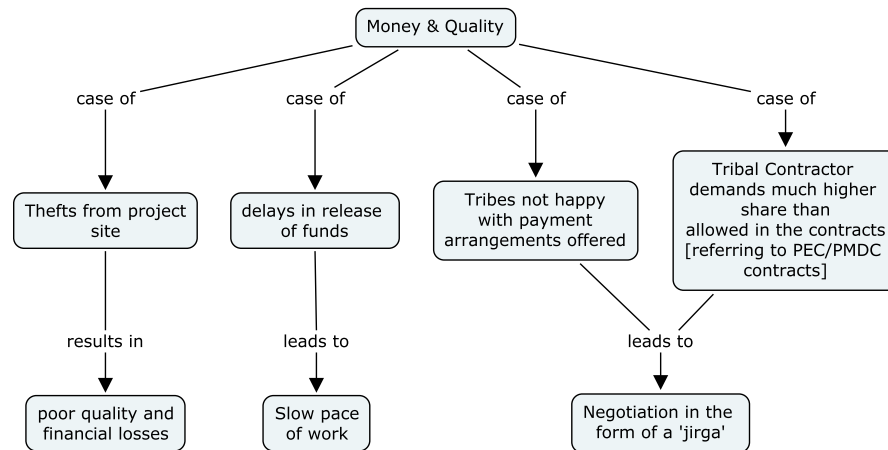 Money & Quality
case of
case of
case of
case of
Thefts from project
site
delays in release
of funds
Tribes not happy
with payment
arrangements offered
Tribal Contractor
demands much higher
share than
allowed in the contracts
[referring to PEC/PMDC
contracts]
results in
leads to
leads to
poor quality and
financial losses
Slow pace
of work
Negotiation in the
form of a 'jirga'